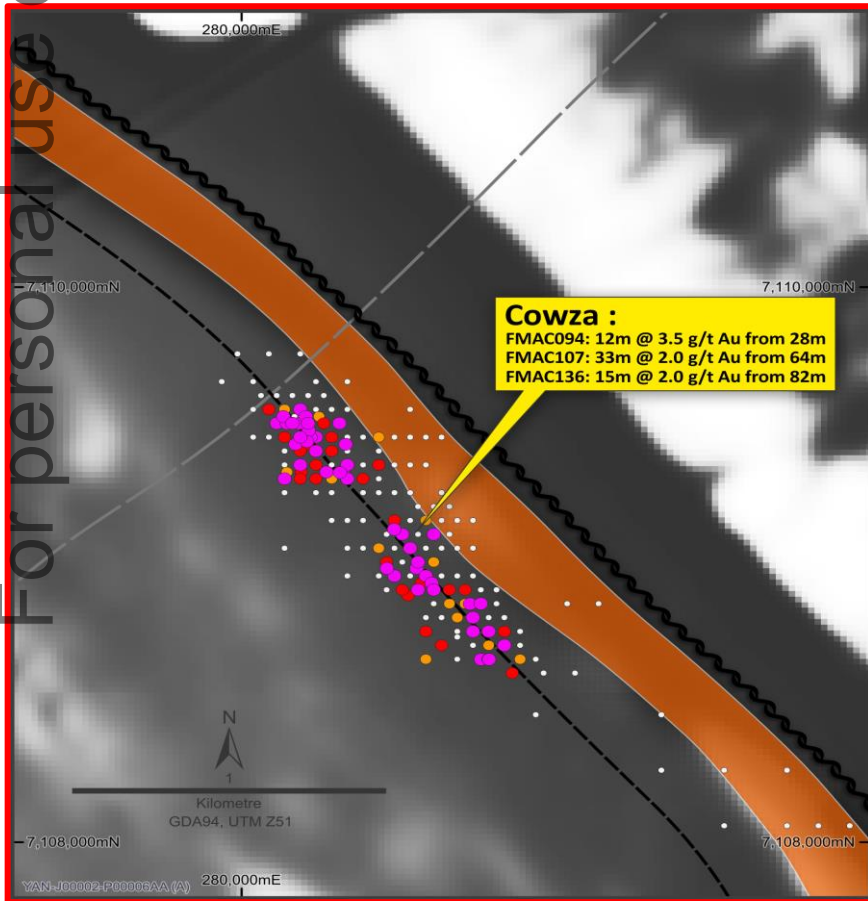 For personal use
280,000mE
7,110,000mN
7,110,000mN
Cowza :
FMAC094: 12m @ 3.5 g/t Au from 28m
FMAC107: 33m @ 2.0 g/t Au from 64m
FMAC136: 15m @ 2.0 g/t Au from 82m
N
1
Kilometre
GDA94, UTM Z51
7,108,000mN
7,108,000mN
280,000mE
YAN-J00002-P00006AA (A)